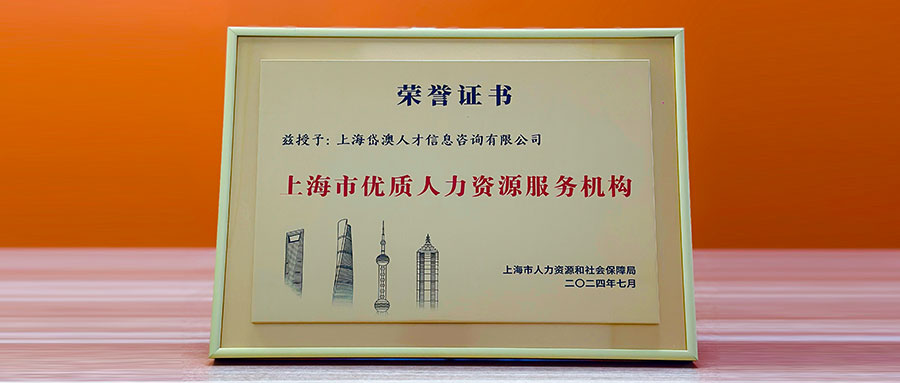 荣誉证书
兹授予：上海岱澳人才信息咨询有限公司
上海市优质人力资源服务机构
上海市人力资源和社会保障局
二〇二四年七月